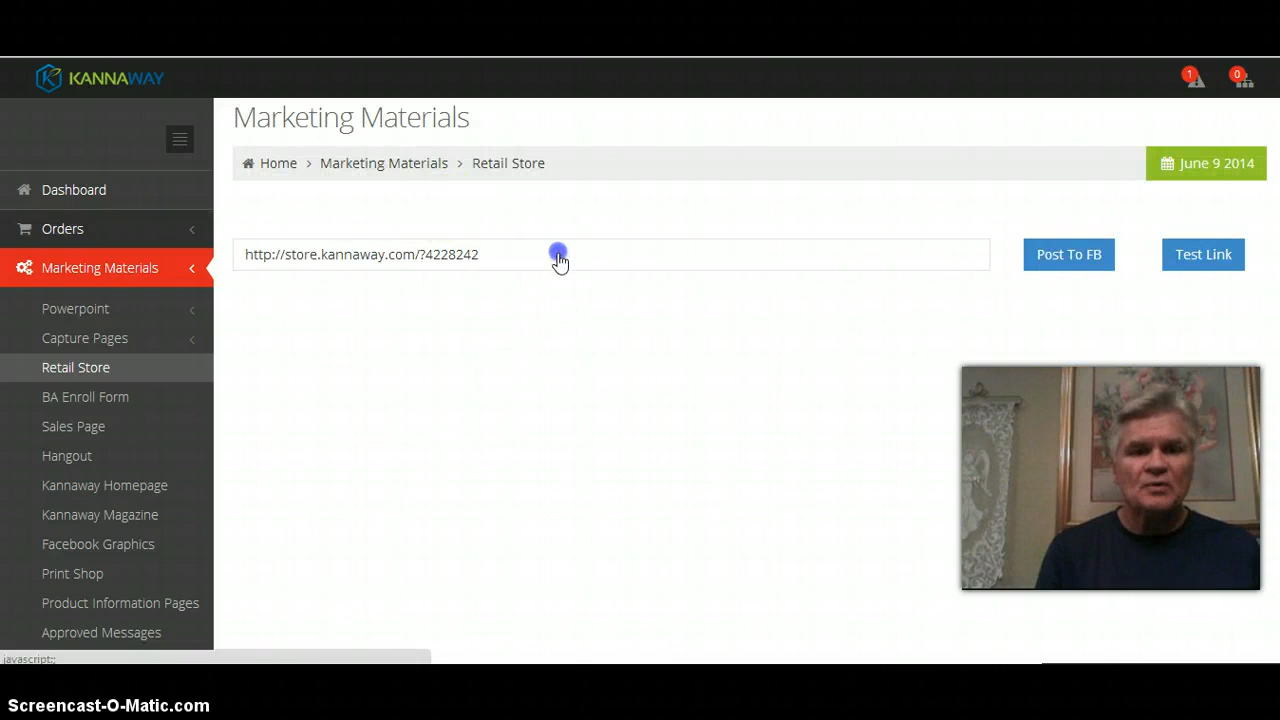 KANNAWAY
1
0
Marketing Materials
Home > Marketing Materials > Retail Store
June 9 2014
Dashboard
Orders
http://store.kannaway.com/?4228242
Post To FB
Test Link
Marketing Materials
Powerpoint
Capture Pages
Retail Store
BA Enroll Form
Sales Page
Hangout
Kannaway Homepage
Kannaway Magazine
Facebook Graphics
Print Shop
Product Information Pages
Approved Messages
javascript:;
Screencast-O-Matic.com